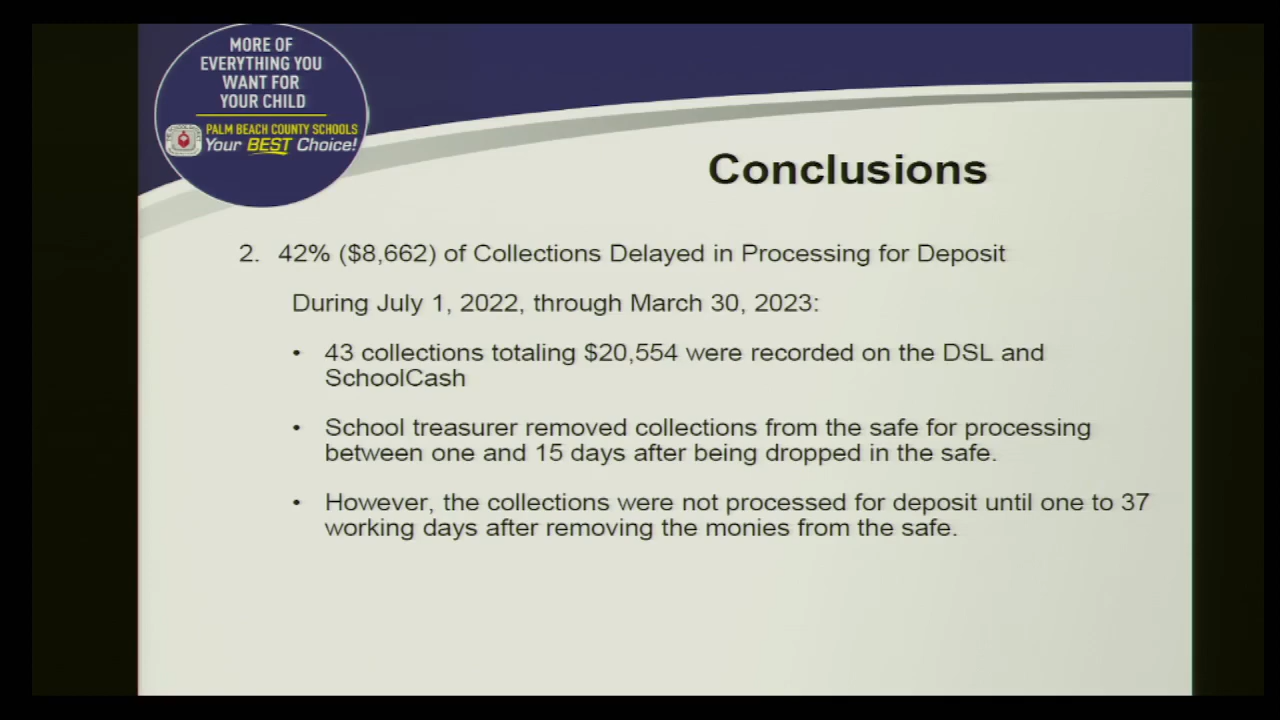 MORE OF
EVERYTHING YOU
WANT FOR
YOUR CHILD
PALM BEACH COUNTY SCHOOLS
Your BEST Choice!
Conclusions
2. 42% ($8,662) of Collections Delayed in Processing for Deposit
During July 1, 2022, through March 30, 2023:
• 43 collections totaling $20,554 were recorded on the DSL and
SchoolCash
• School treasurer removed collections from the safe for processing
between one and 15 days after being dropped in the safe.
• However, the collections were not processed for deposit until one to 37
working days after removing the monies from the safe.